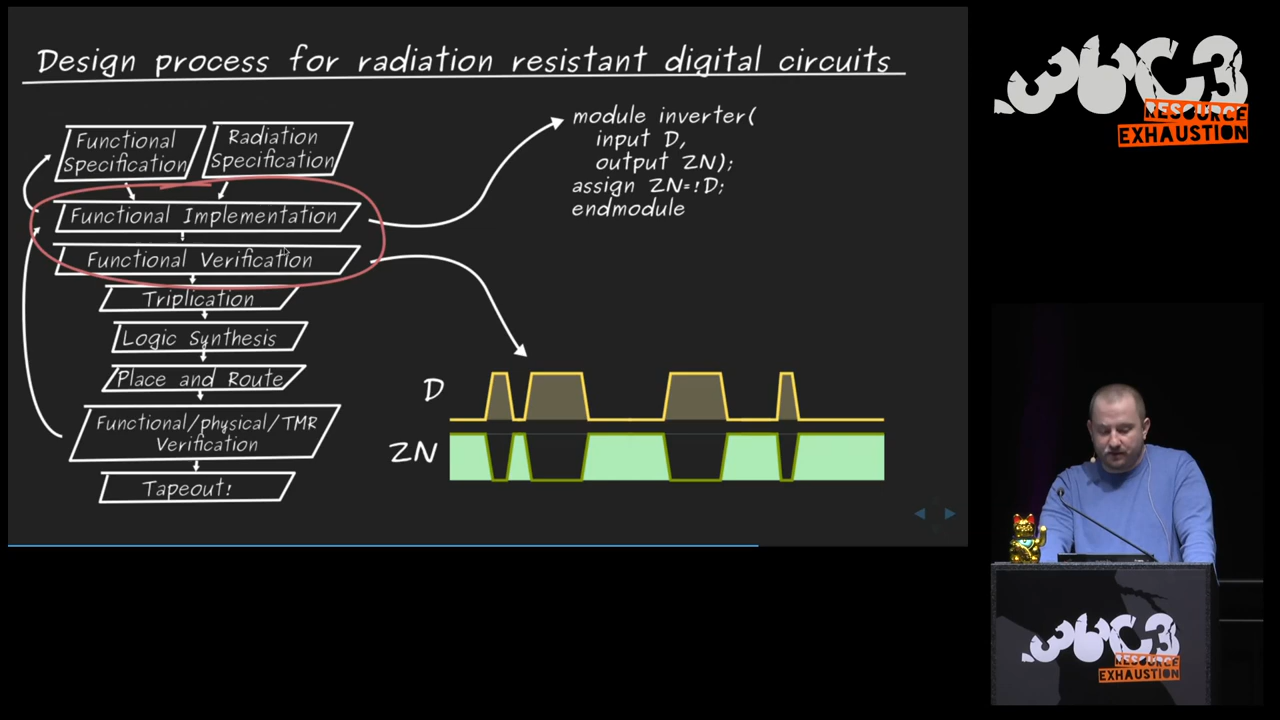 Design process for radiation resistant digital circuits
Functional
Specification
Radiation
Specification
Functional Implementation
Functional Verification
Triplication
Logic Synthesis
Place and Route
Functional/physical/TMR
Verification
Tapeout!
module inverter(
input D,
output ZN);
assign ZN=!D;
endmodule
D
ZN
36C3
RESOURCE
EXHAUSTION
36C3
RESOURCE
EXHAUSTION